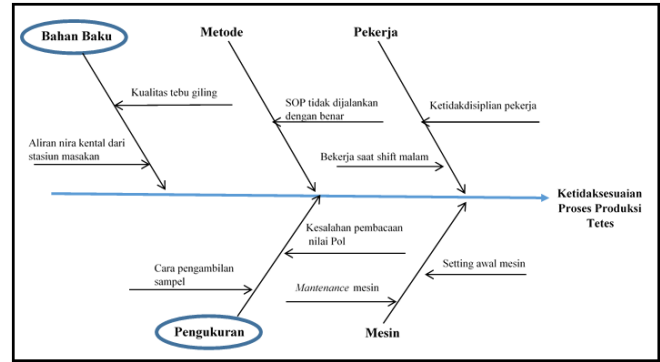 Bahan Baku
Metode
Pekerja
Kualitas tebu giling
SOP tidak dijalankan
dengan benar
Ketidakdisiplian pekerja
Aliran nira kental dari
stasiun masakan
Bekerja saat shift malam
Ketidaksesuaian
Proses Produksi
Tetes
Kesalahan pembacaan
nilai Pol
Cara pengambilan
sampel
Setting awal mesin
Mantenance mesin
Pengukuran
Mesin